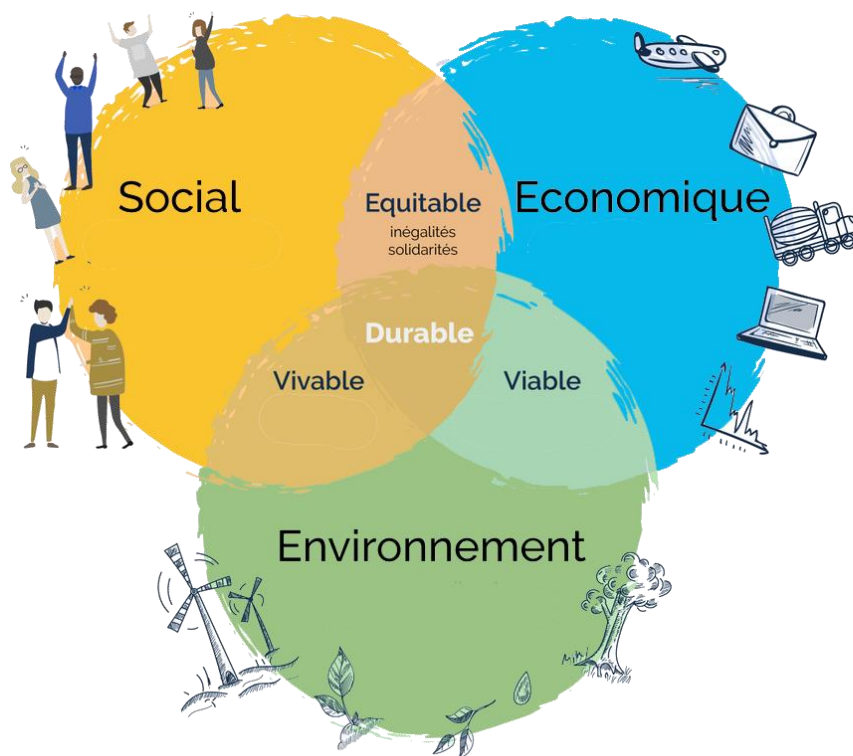 Social
Equitable
inégalités
solidarités
Economique
Durable
Vivable
Viable
Environnement